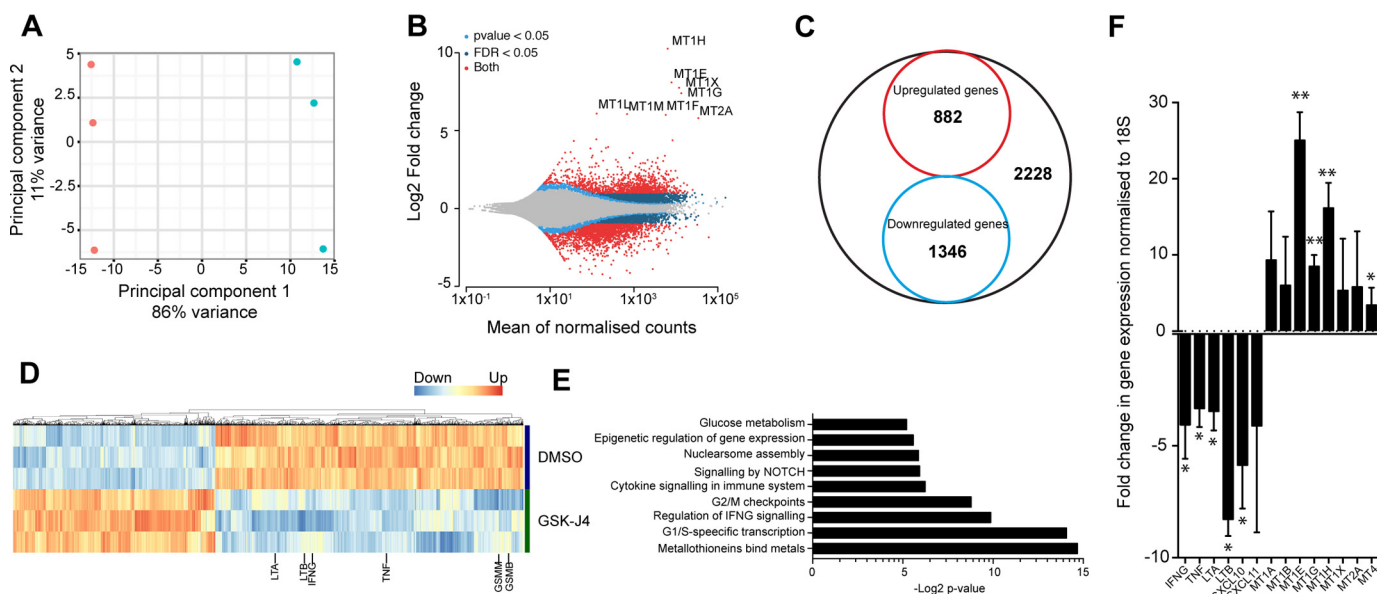 A
Principal component 2
11% variance
5
2.5
0
-2.5
-5
-15
-10
-5
0
5
10
15
Principal component 1
86% variance
B
pvalue < 0.05
FDR < 0.05
Both
Log2 Fold change
10
5
0
-5
MT1H
MT1E
MT1X
MT1G
MT1L
MT1M
MT1F
MT2A
1x10-1
1x101
1x103
1x105
Mean of normalised counts
C
Upregulated genes
882
2228
Downregulated genes
1346
D
Down Up
DMSO
GSK-J4
LTA
LTB
IFNG
TNF
GSMM
GSMB
E
Glucose metabolism
Epigenetic regulation of gene expression
Nuclearsome assembly
Signalling by NOTCH
Cytokine signalling in immune system
G2/M checkpoints
Regulation of IFNG signalling
G1/S-speecific transcription
Metallothioneins bind metals
0
5
10
15
-Log2 p-value
F
Fold change in gene expression normalised to 18S
30
20
10
0
-5
-10
*
*
*
*
*
**
**
**
*
IFNG
TNF
LTA
LTB
CXCL10
CXCL11
MT1A
MT1B
MT1E
MT1G
MT1H
MT1X
MT2A
MT4